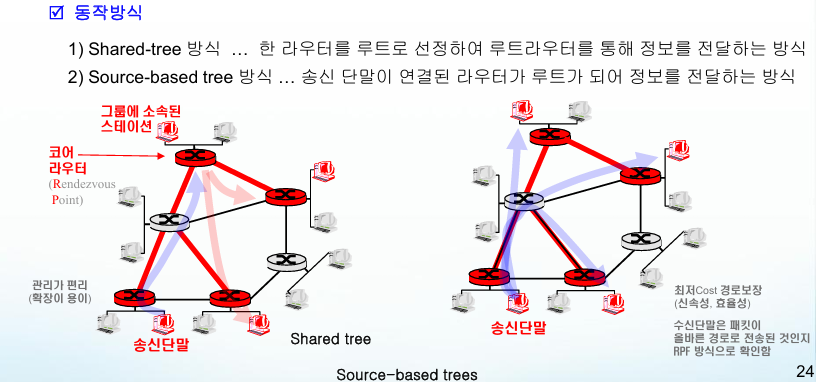 ☑ 동작방식
1) Shared-tree 방식 … 한 라우터를 루트로 선정하여 루트라우터를 통해 정보를 전달하는 방식
2) Source-based tree 방식 … 송신 단말이 연결된 라우터가 루트가 되어 정보를 전달하는 방식
그룹에 소속된
스테이션
코어
라우터
(Rendezvous
Point)
관리가 편리
(확장이 용이)
송신단말
Shared tree
송신단말
최저Cost 경로보장
(신속성, 효율성)
수신단말은 패킷이
올바른 경로로 전송된 것인지
RPF 방식으로 확인함
Source-based trees
24